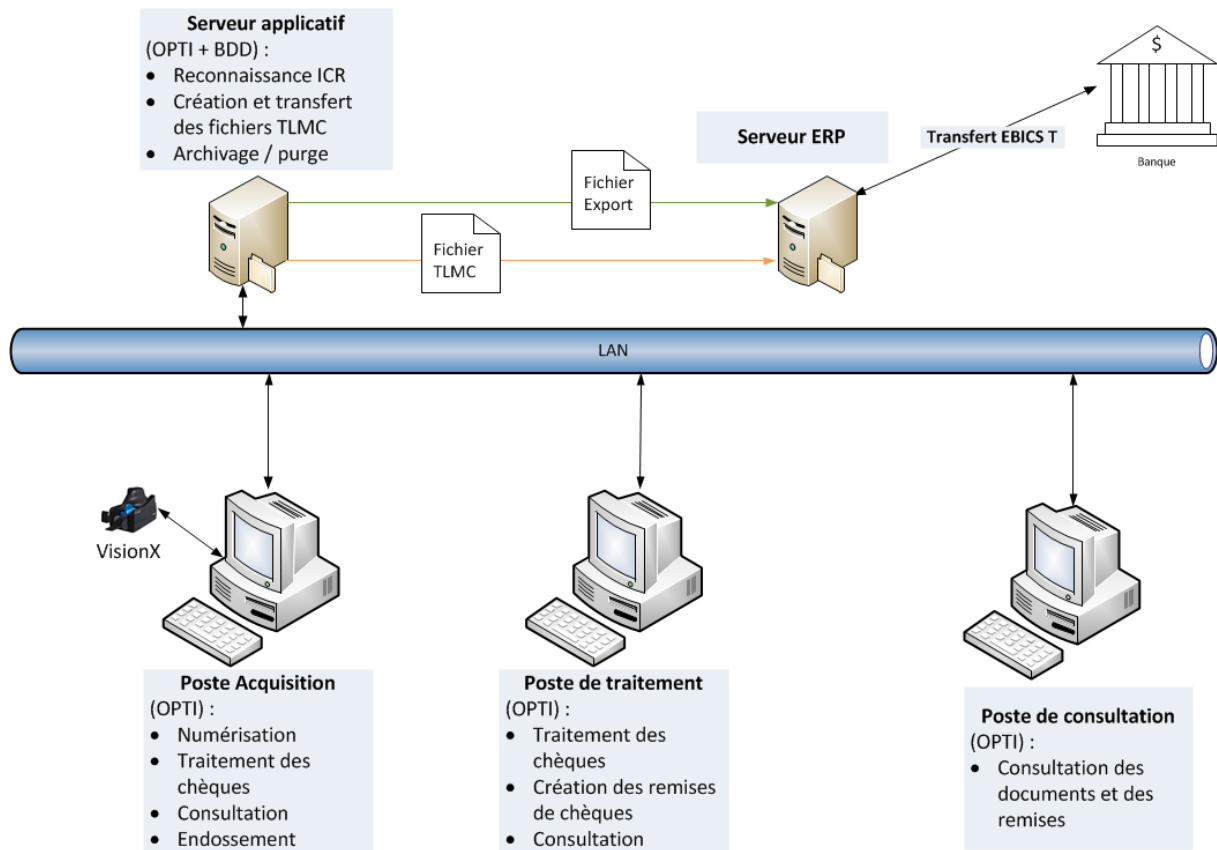 Serveur applicatif
(OPTI + BDD) :
• Reconnaissance ICR
• Création et transfert
des fichiers TLMC
• Archivage / purge
Fichier
Export
Fichier
TLMC
Serveur ERP
Transfert EBICS T
$
Banque
LAN
VisionX
Poste Acquisition
(OPTI) :
• Numérisation
• Traitement des
chèques
• Consultation
• Endossement
Poste de traitement
(OPTI) :
• Traitement des
chèques
• Création des remises
de chèques
• Consultation
Poste de consultation
(OPTI) :
• Consultation des
documents et des
remises